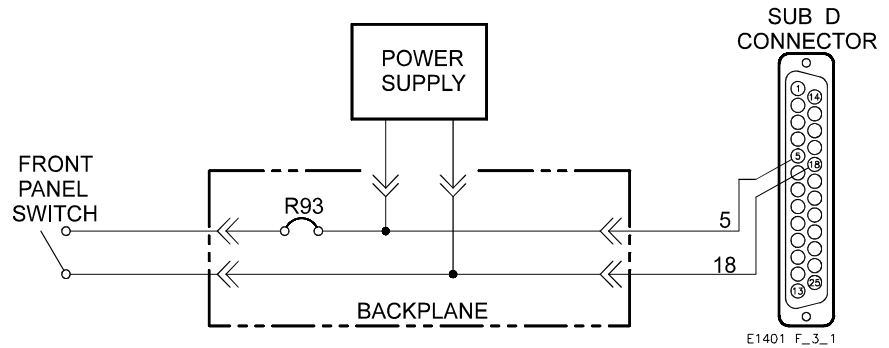 SUB D
CONNECTOR
POWER
SUPPLY
1
14
5
18
FRONT
PANEL
SWITCH
R93
5
18
13
25
BACKPLANE
E1401 F_3_1